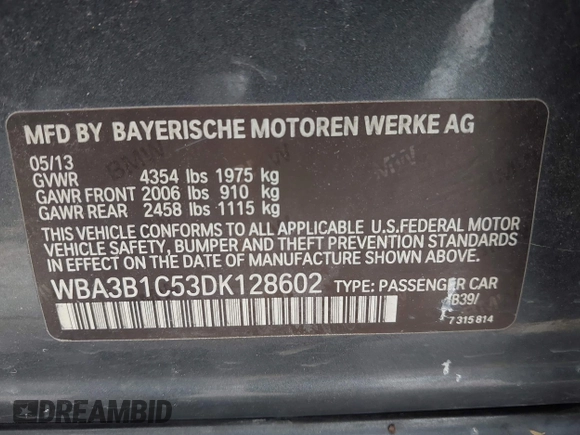 MFD BY BAYERISCHE MOTOREN WERKE AG
05/13
GVWR 4354 lbs 1975 kg
GAWR FRONT 2006 lbs 910 kg
GAWR REAR 2458 lbs 1115 kg
THIS VEHICLE CONFORMS TO ALL APPLICABLE U.S.FEDERAL MOTOR
VEHICLE SAFETY, BUMPER AND THEFT PREVENTION STANDARDS
IN EFFECT ON THE DATE OF MANUFACTURE SHOWN ABOVE.
WBA3B1C53DK128602 TYPE: PASSENGER CAR
B39/
7 315 814
DREAMBID